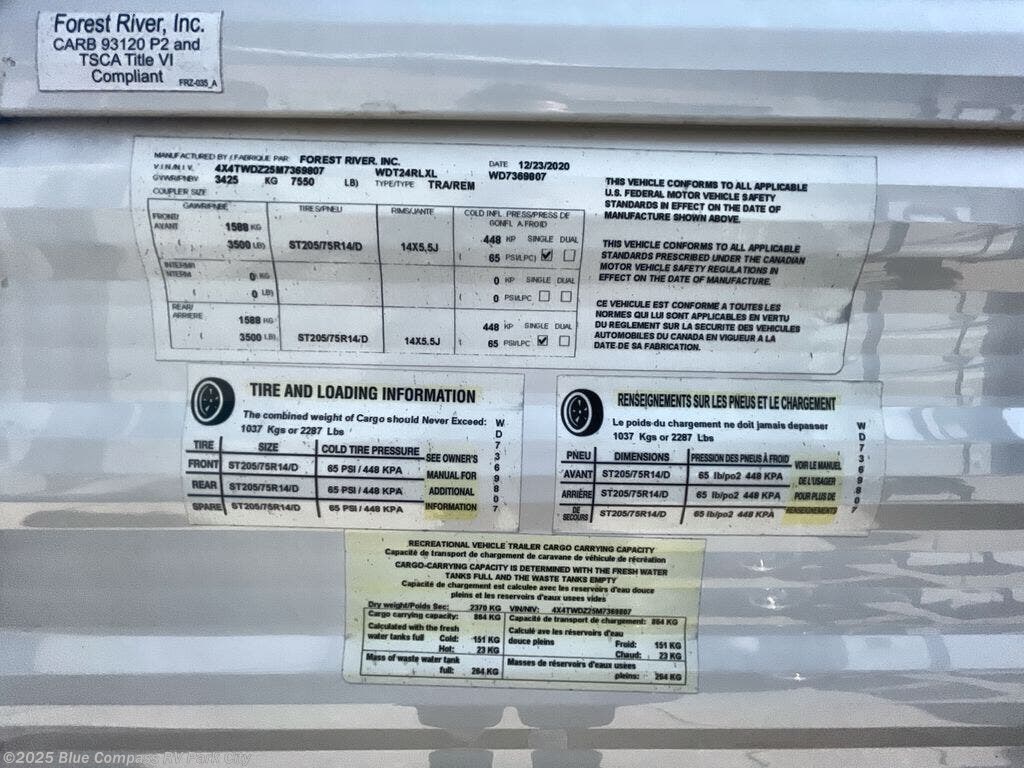 Forest River, Inc.
CARB 93120 P2 and
TSCA Title VI
Compliant
FRZ-035_A
MANUFACTURED BY / FABRIQUE PAR: FOREST RIVER, INC. DATE 12/23/2020
V.I.N./N.I.V. 4X4TWDZ25M7369807 WDT24RLXL WD7369807
GVWR/PNBV 3425 KG 7550 LB) TYPE/TYPE TRA/REM
COUPLER SIZE
GAWR/PNBE TIRES/PNEU RIMS/JANTE COLD INFL. PRESS/PRESS DE GONFL A FROID
FRONT/ AVANT 1588 KG 448 KP SINGLE DUAL
( 3500 LB) ST205/75R14/D 14X5.5J ( 65 PSI/LPC)
INTERM/ INTERM 0 KG 0 KP SINGLE DUAL
( 0 LB) ( 0 PSI/LPC
REAR/ ARRIERE 1588 KG 448 KP SINGLE DUAL
( 3500 LB) ST205/75R14/D 14X5.5J ( 65 PSI/LPC
THIS VEHICLE CONFORMS TO ALL APPLICABLE
U.S. FEDERAL MOTOR VEHICLE SAFETY
STANDARDS IN EFFECT ON THE DATE OF
MANUFACTURE SHOWN ABOVE.
THIS VEHICLE CONFORMS TO ALL APPLICABLE
STANDARDS PRESCRIBED UNDER THE CANADIAN
MOTOR VEHICLE SAFETY REGULATIONS IN
EFFECT ON THE DATE OF MANUFACTURE.
CE VEHICULE EST CONFORME A TOUTES LES
NORMES QUI LUI SONT APPLICABLES EN VERTU
DU REGLEMENT SUR LA SECURITE DES VEHICULES
AUTOMOBILES DU CANADA EN VIGUEUR A LA
DATE DE SA FABRICATION.
TIRE AND LOADING INFORMATION
The combined weight of Cargo should Never Exceed:
1037 Kgs or 2287 Lbs
TIRE SIZE COLD TIRE PRESSURE
FRONT ST205/75R14/D 65 PSI / 448 KPA
REAR ST205/75R14/D 65 PSI / 448 KPA
SPARE ST205/75R14/D 65 PSI / 448 KPA
SEE OWNER'S
MANUAL FOR
ADDITIONAL
INFORMATION
WD7369807
RENSEIGNEMENTS SUR LES PNEUS ET LE CHARGEMENT
Le poids du chargement ne doit jamais depasser
1037 Kgs or 2287 Lbs
PNEU DIMENSIONS PRESSION DES PNEUS À FROID
AVANT ST205/75R14/D 65 lb/po2 448 KPA
ARRIÈRE ST205/75R14/D 65 lb/po2 448 KPA
DE SECOURS ST205/75R14/D 65 lb/po2 448 KPA
VOIR LE MANUEL
DE L'USAGER
POUR PLUS DE
RENSEIGNEMENTS
WD7369807
RECREATIONAL VEHICLE TRAILER CARGO CARRYING CAPACITY
Capacité de transport de chargement de caravane de véhicule de récréation
CARGO-CARRYING CAPACITY IS DETERMINED WITH THE FRESH WATER
TANKS FULL AND THE WASTE TANKS EMPTY
Capacité de chargement est calculee avec les reservoirs d'eau douce
pleins et les reservoirs d'eaux usees vides
Dry weight/Poids Sec: 2370 KG VIN/NIV: 4X4TWDZ25M7369807
Cargo carrying capacity: 864 KG Capacite de transport de chargement: 864 KG
Calculated with the fresh water tanks full Cold: 151 KG Calculé ave les réservoirs d'eau douce pleins Froid: 151 KG
Hot: 23 KG Chaud: 23 KG
Mass of waste water tank full: 264 KG Masses de réservoirs d'eaux usées pleins: 264 KG
©2025 Blue Compass RV Park City